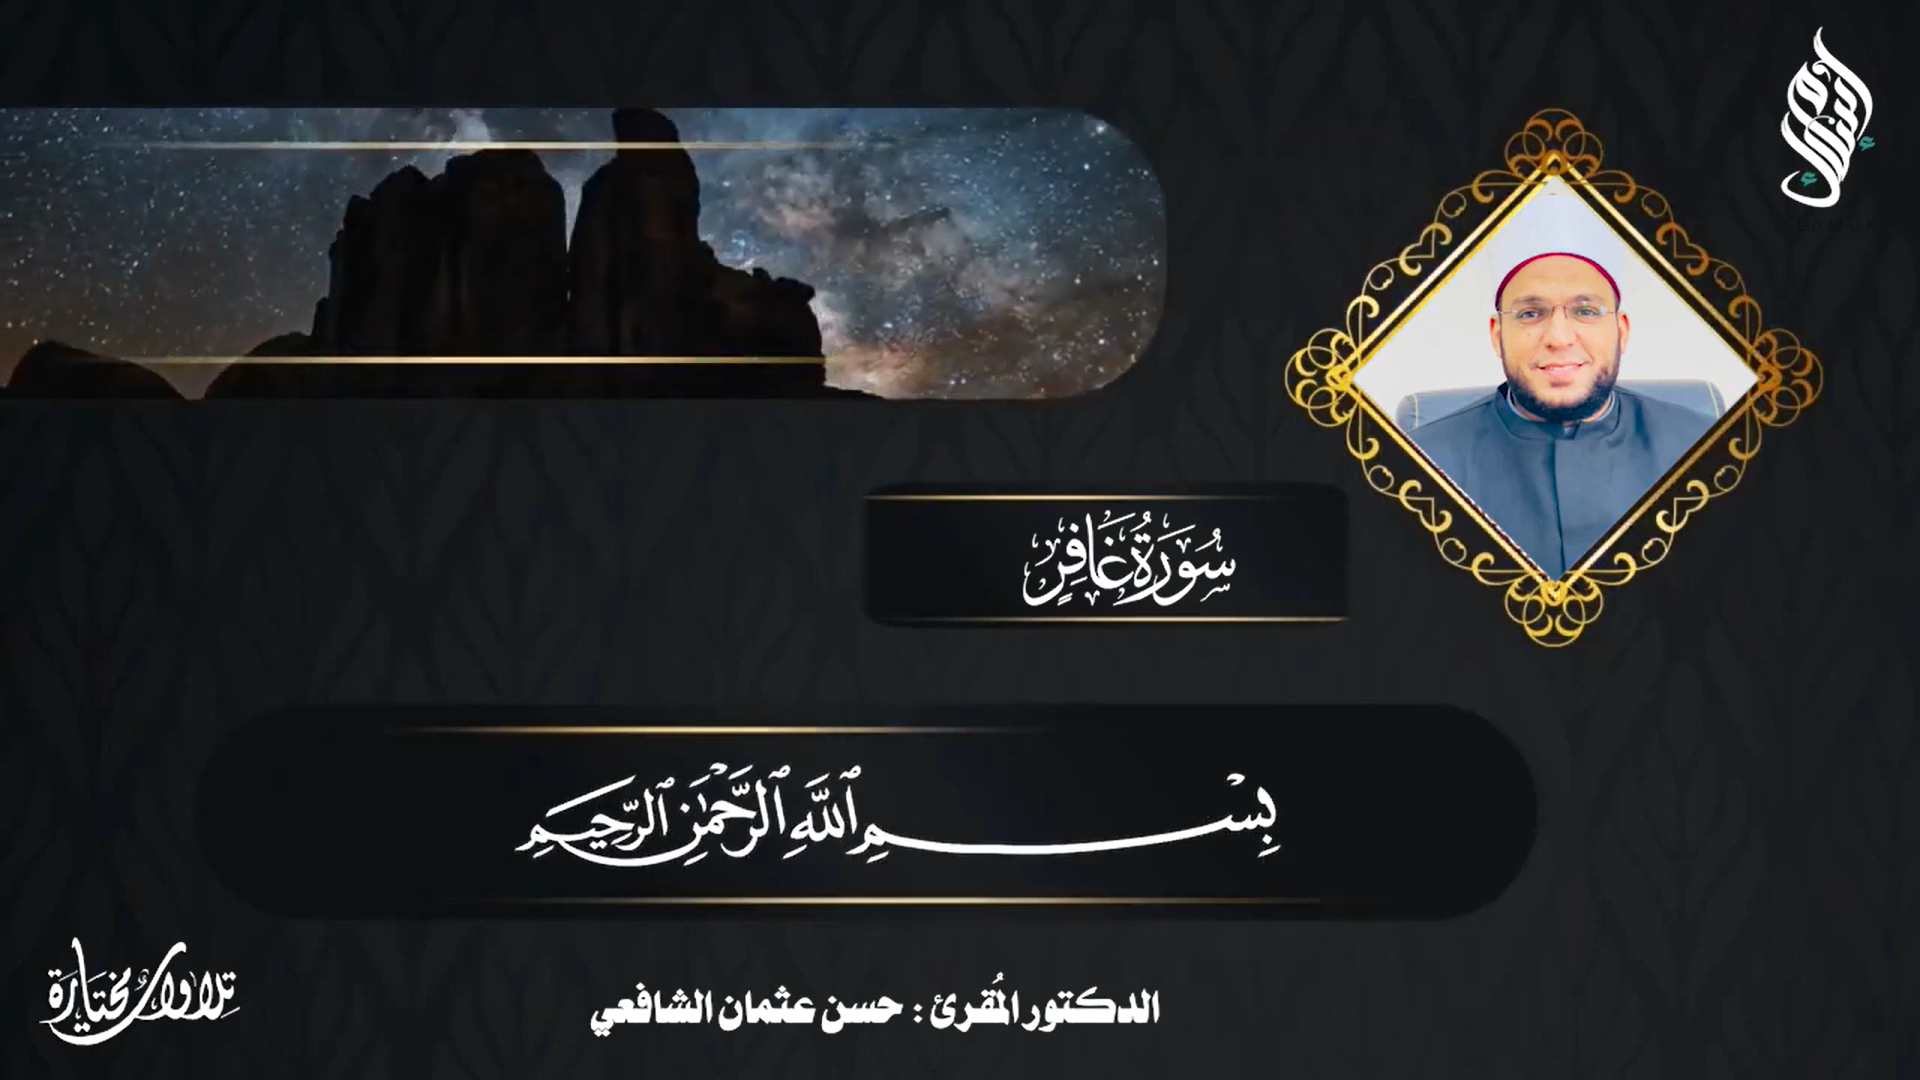 سُورَةُ غَافِرٍ
بِسْمِ ٱللَّهِ ٱلرَّحْمَٰنِ ٱلرَّحِيمِ
الدكتور المُقرئ : حسن عثمان الشافعي
تلاوات مختارة